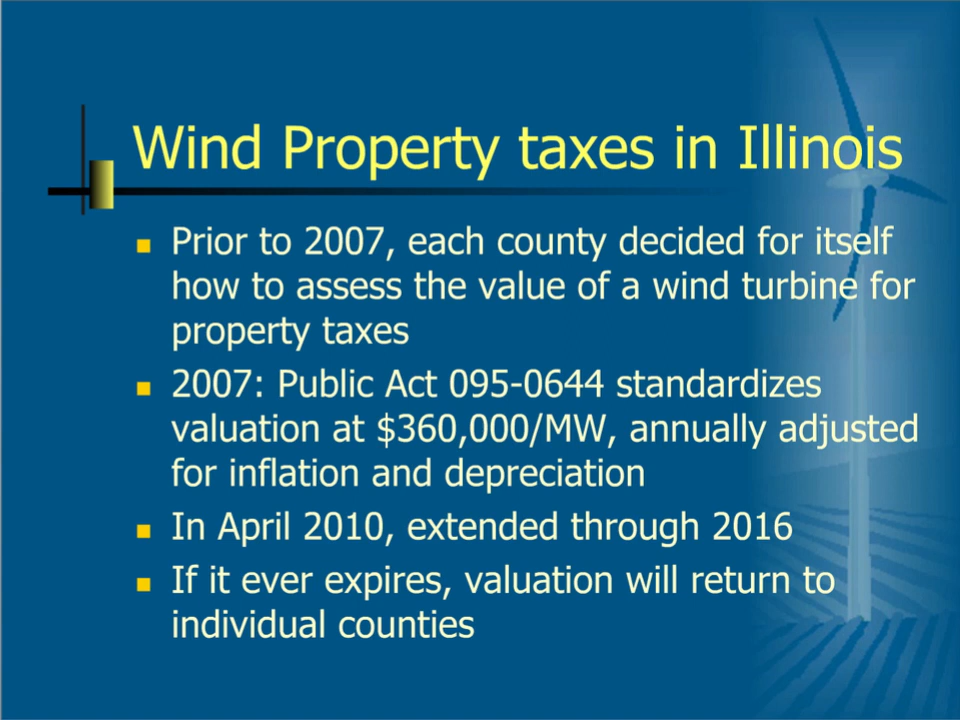 Wind Property taxes in Illinois
Prior to 2007, each county decided for itself
how to assess the value of a wind turbine for
property taxes
2007: Public Act 095-0644 standardizes
valuation at $360,000/MW, annually adjusted
for inflation and depreciation
In April 2010, extended through 2016
If it ever expires, valuation will return to
individual counties